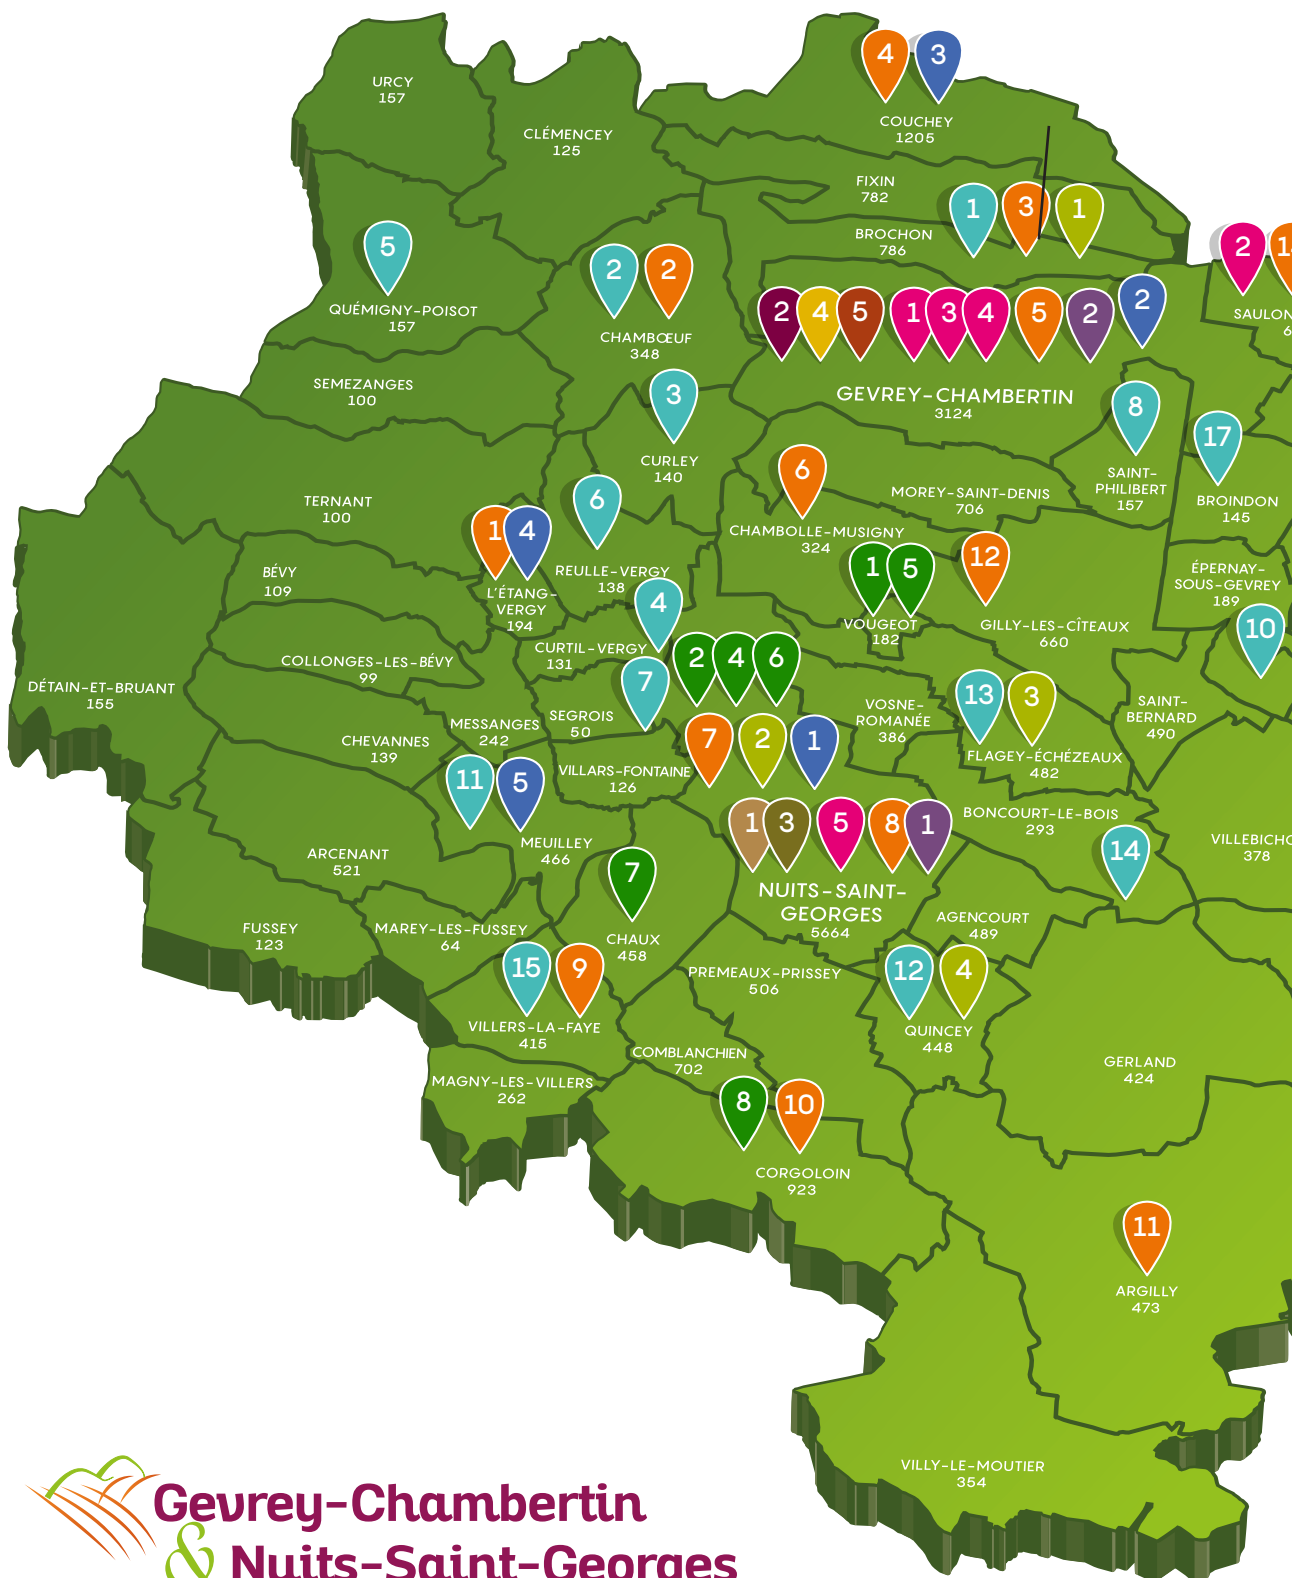 4 3
COUCHEY
1205
URCY
157
CLÉMENCEY
125
FIXIN
782
1 3 1
BROCHON
786
5
QUÉMIGNY-POISOT
157
2 2
CHAMBŒUF
348
2
SAULON
2 4 5 1 3 4 5 2 2
GEVREY-CHAMBERTIN
3124
SEMEZANGES
100
3
CURLEY
140
8
SAINT-
PHILIBERT
157
17
BROINDON
145
6
CHAMBOLLE-MUSIGNY
324
MOREY-SAINT-DENIS
706
TERNANT
100
1 4
L'ÉTANG-
VERGY
194
6
REULLE-VERGY
138
1 5
VOUGEOT
182
12
GILLY-LES-CÎTEAUX
660
ÉPERNAY-
SOUS-GEVREY
189
10
BÉVY
109
4
CURTIL-VERGY
131
COLLONGES-LES-BÉVY
99
DÉTAIN-ET-BRUANT
155
2 4 6
7
SEGROIS
50
MESSANGES
242
CHEVANNES
139
VOSNE-
ROMANÉE
386
13 3
FLAGEY-ÉCHÉZEAUX
482
SAINT-
BERNARD
490
7 2 1
VILLARS-FONTAINE
126
11 5
MEUILLEY
466
1 3 5 8 1
NUITS-SAINT-
GEORGES
5664
BONCOURT-LE-BOIS
293
14
VILLEBICHO
378
ARCENANT
521
7
CHAUX
458
AGENCOURT
489
FUSSEY
123
MAREY-LES-FUSSEY
64
15 9
VILLERS-LA-FAYE
415
PREMEAUX-PRISSEY
506
12 4
QUINCEY
448
COMBLANCHIEN
702
GERLAND
424
MAGNY-LES-VILLERS
262
8 10
CORGOLOIN
923
11
ARGILLY
473
VILLY-LE-MOUTIER
354
Gevrey-Chambertin
& Nuits-Saint-Georges